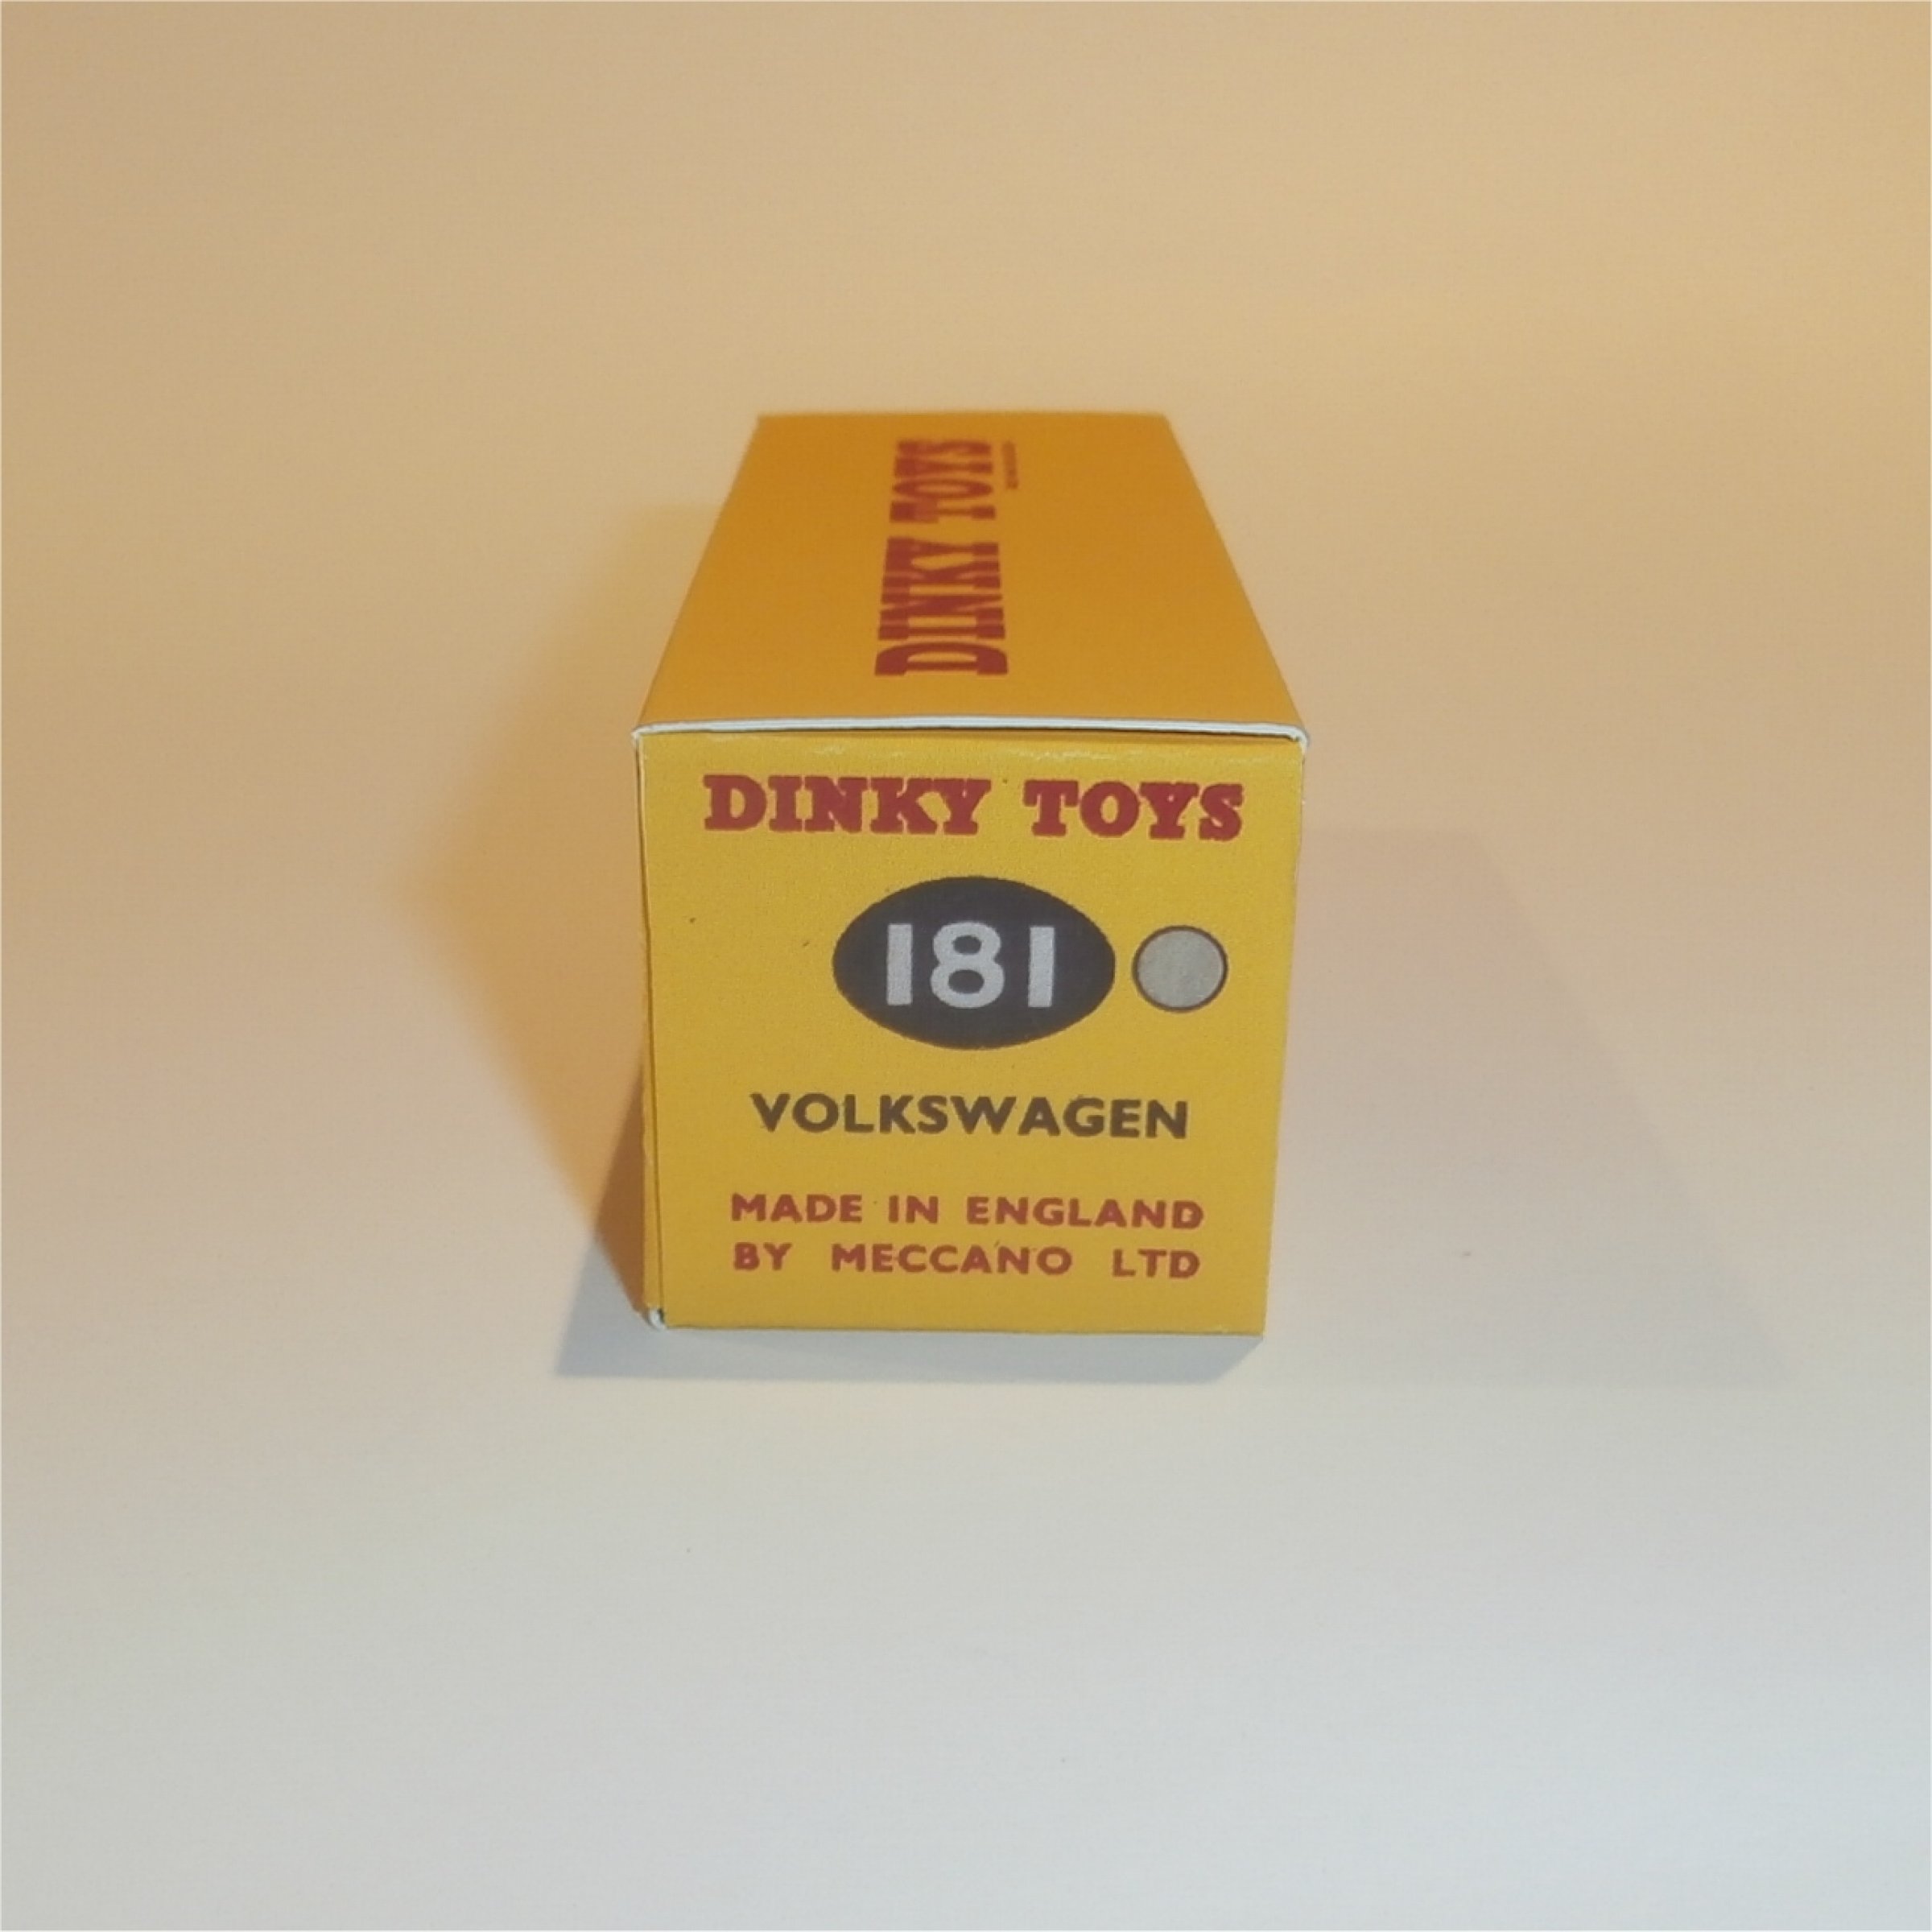 DINKY TOYS
DINKY TOYS
181
VOLKSWAGEN
MADE IN ENGLAND
BY MECCANO LTD